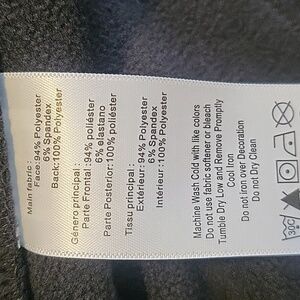 Main fabric :
Face:94% Polyester
6% Spandex
Back:100% Polyester
Género principal :
Parte Frontal :94% poliéster
6% elastano
Parte Posterior:100% poliéster
Tissu principal :
Extérieur:94% Polyester
6% Spandex
Intérieur :100% Polyester
Machine Wash Cold with like colors
Do not use fabric softener or bleach
Tumble Dry Low and Remove Promptly
Cool Iron
Do not iron over Decoration
Do not Dry Clean
30C